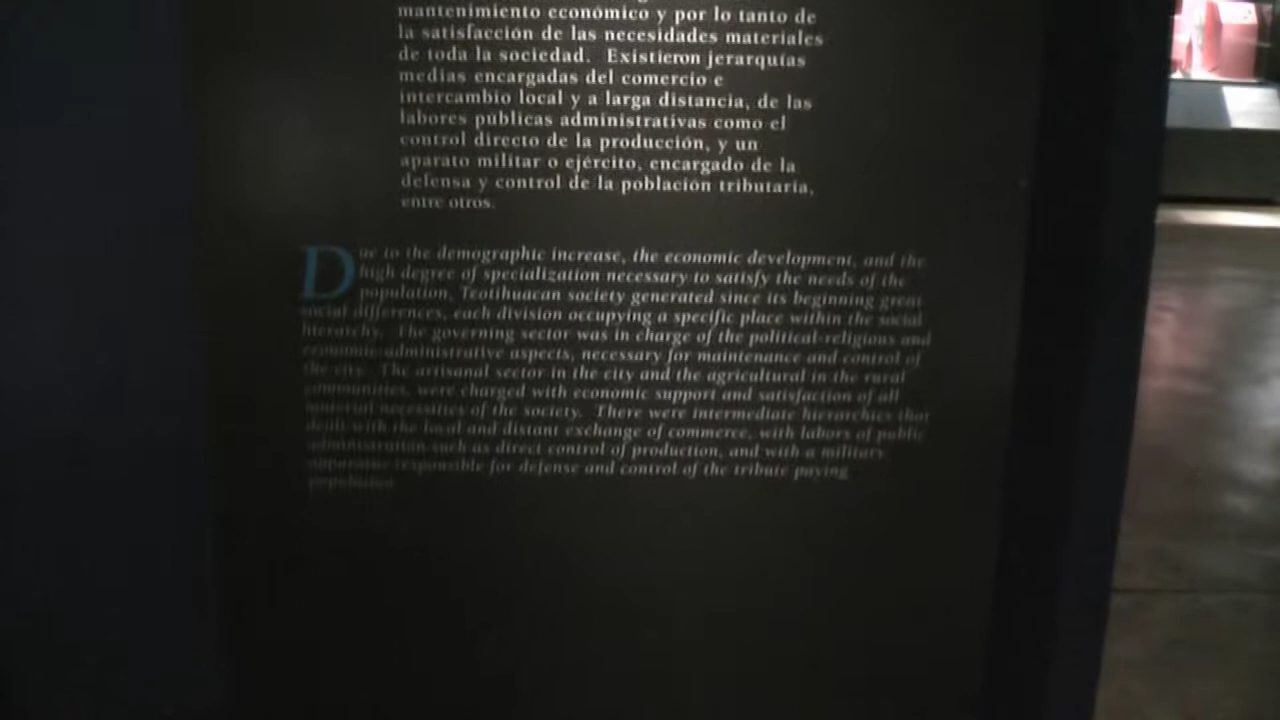 mantenimiento económico y por lo tanto de
la satisfacción de las necesidades materiales
de toda la sociedad. Existieron jerarquías
medias encargadas del comercio e
intercambio local y a larga distancia, de las
labores públicas administrativas como el
control directo de la producción, y un
aparato militar o ejército, encargado de la
defensa y control de la población tributaria,
entre otros.
Due to the demographic increase, the economic development, and the
high degree of specialization necessary to satisfy the needs of the
population, Teotihuacan society generated since its beginning great
social differences, each division occupying a specific place within the social
hierarchy. The governing sector was in charge of the political-religious and
economic-administrative aspects, necessary for maintenance and control of
the city. The artisanal sector in the city and the agricultural in the rural
communities, were charged with economic support and satisfaction of all
material necessities of the society. There were intermediate hierarchies that
dealt with the local and distant exchange of commerce, with labors of public
administration such as direct control of production, and with a military
apparatus responsible for defense and control of the tribute paying
population.